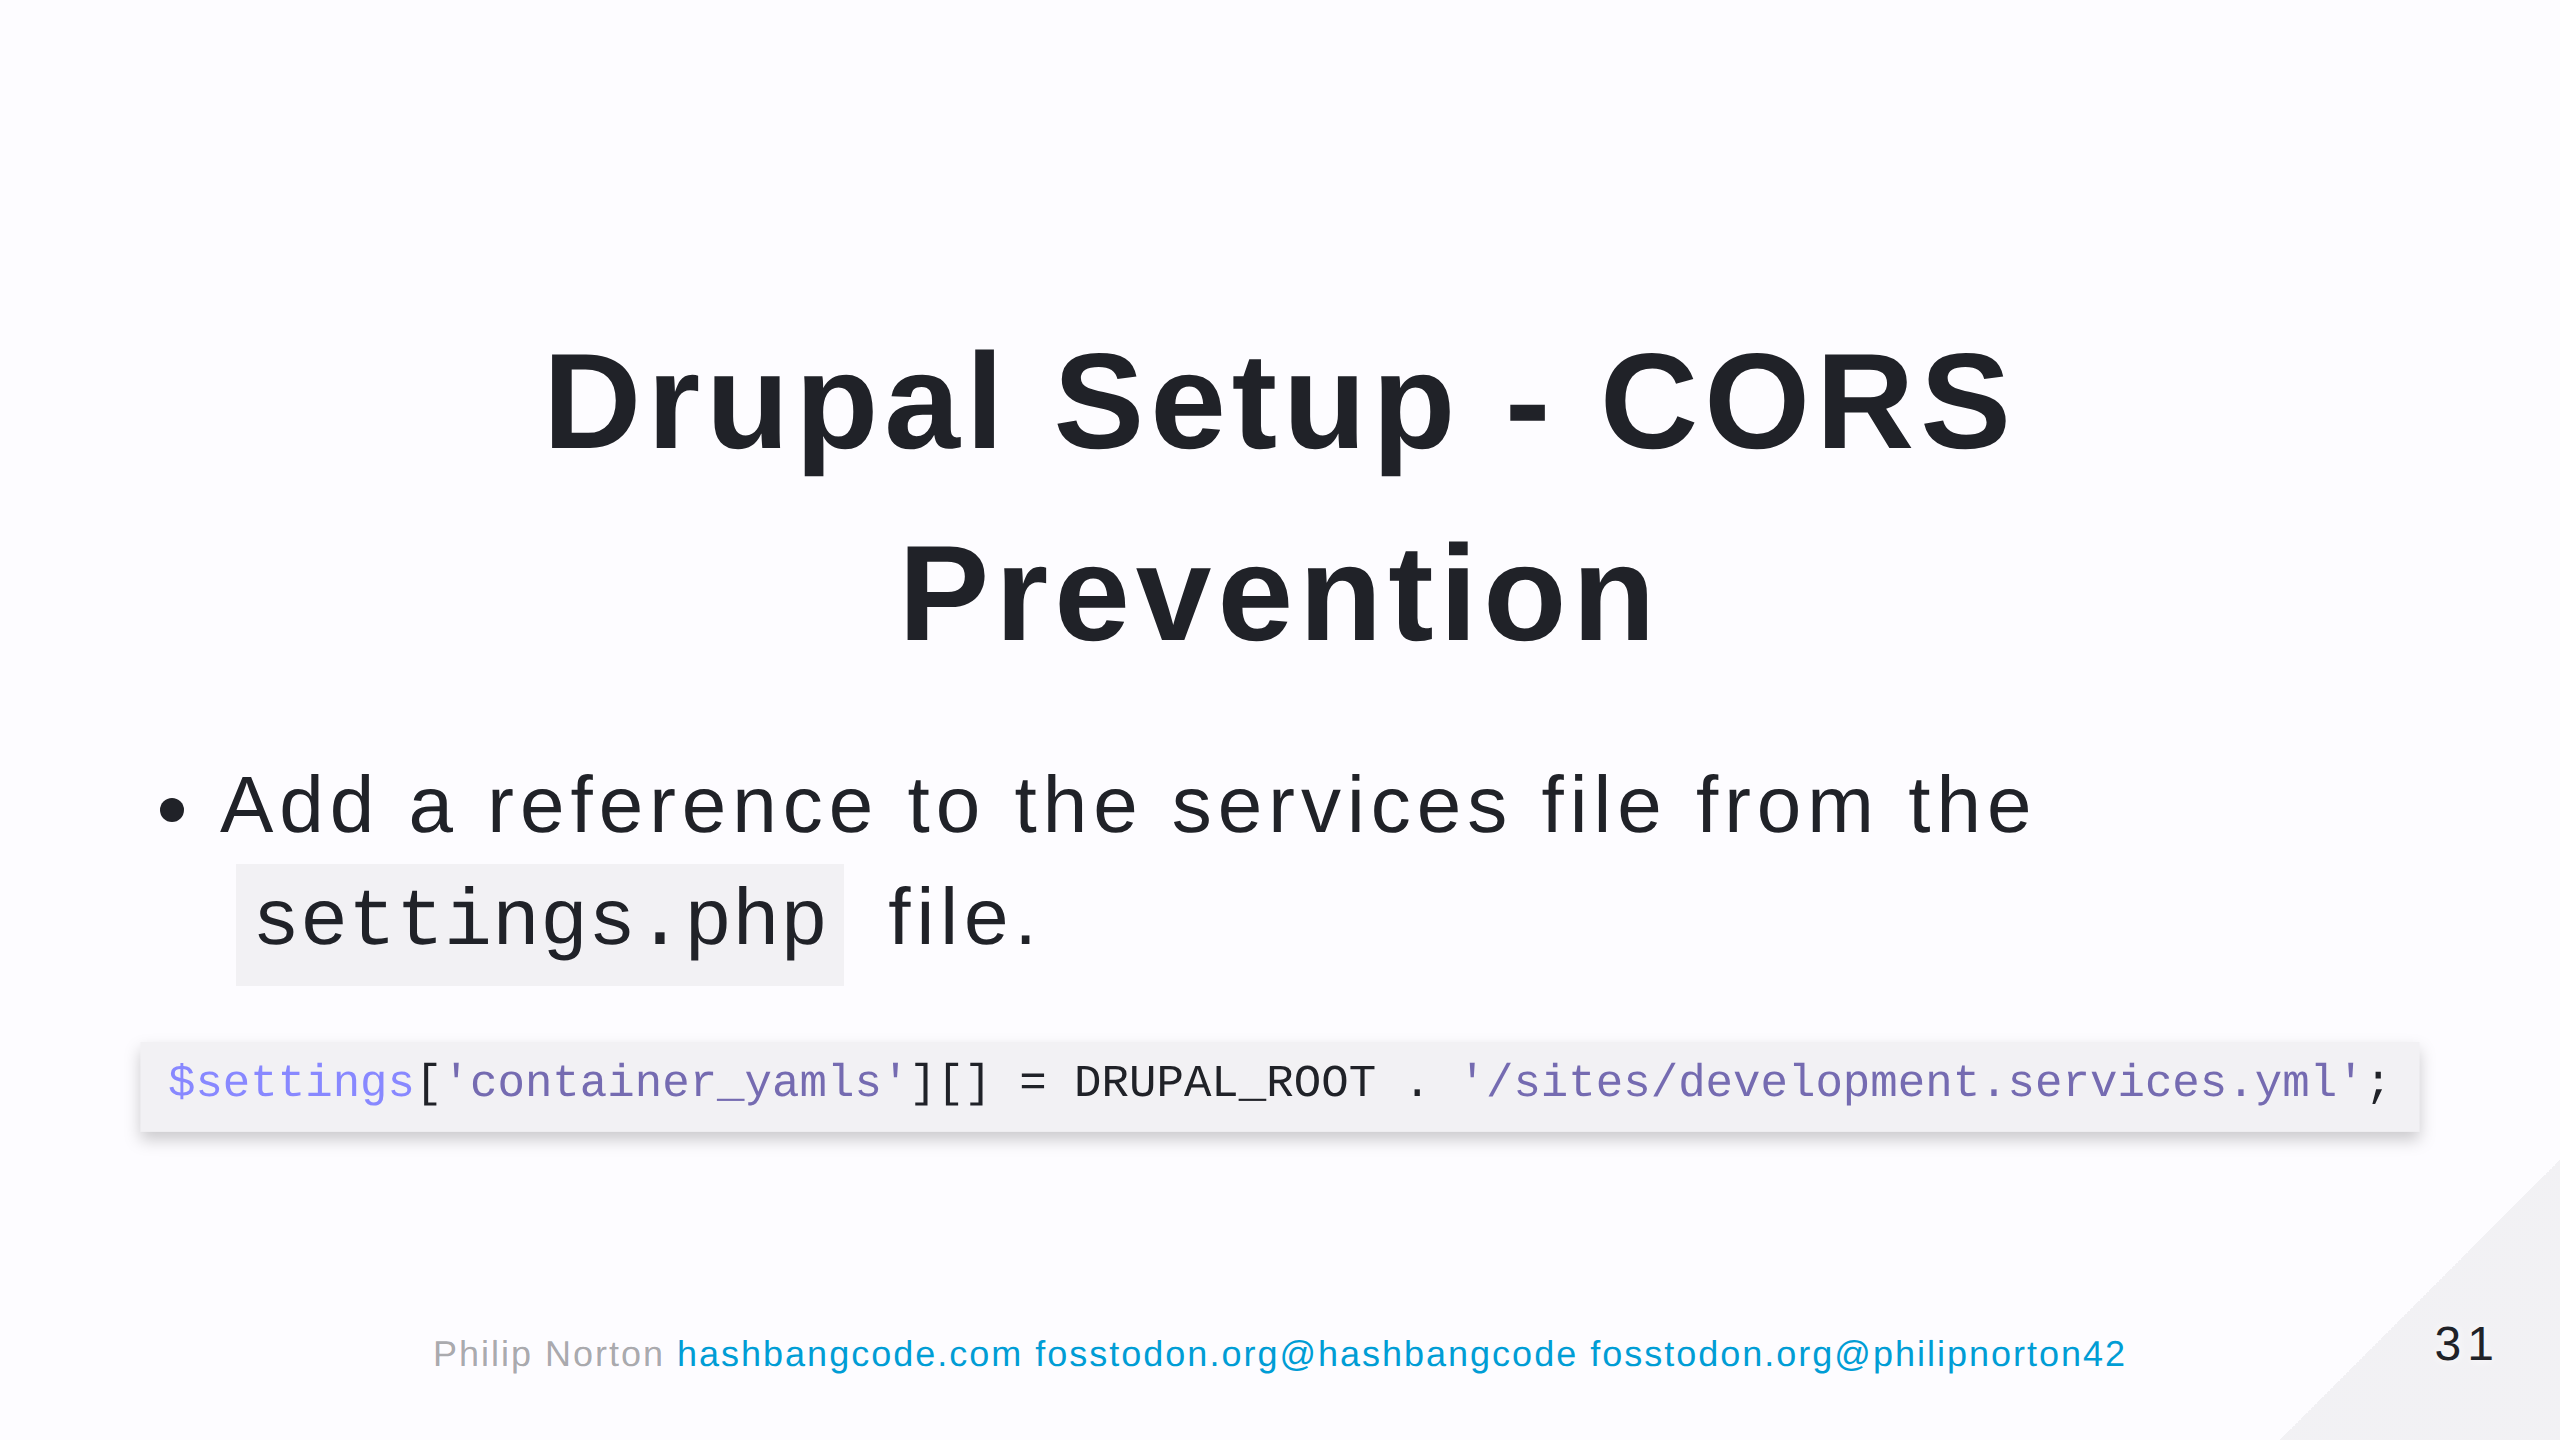 Drupal Setup - CORS
Prevention
• Add a reference to the services file from the
settings.php file.
$settings['container_yamls'][] = DRUPAL_ROOT . '/sites/development.services.yml';
Philip Norton hashbangcode.com fosstodon.org@hashbangcode fosstodon.org@philipnorton42
31